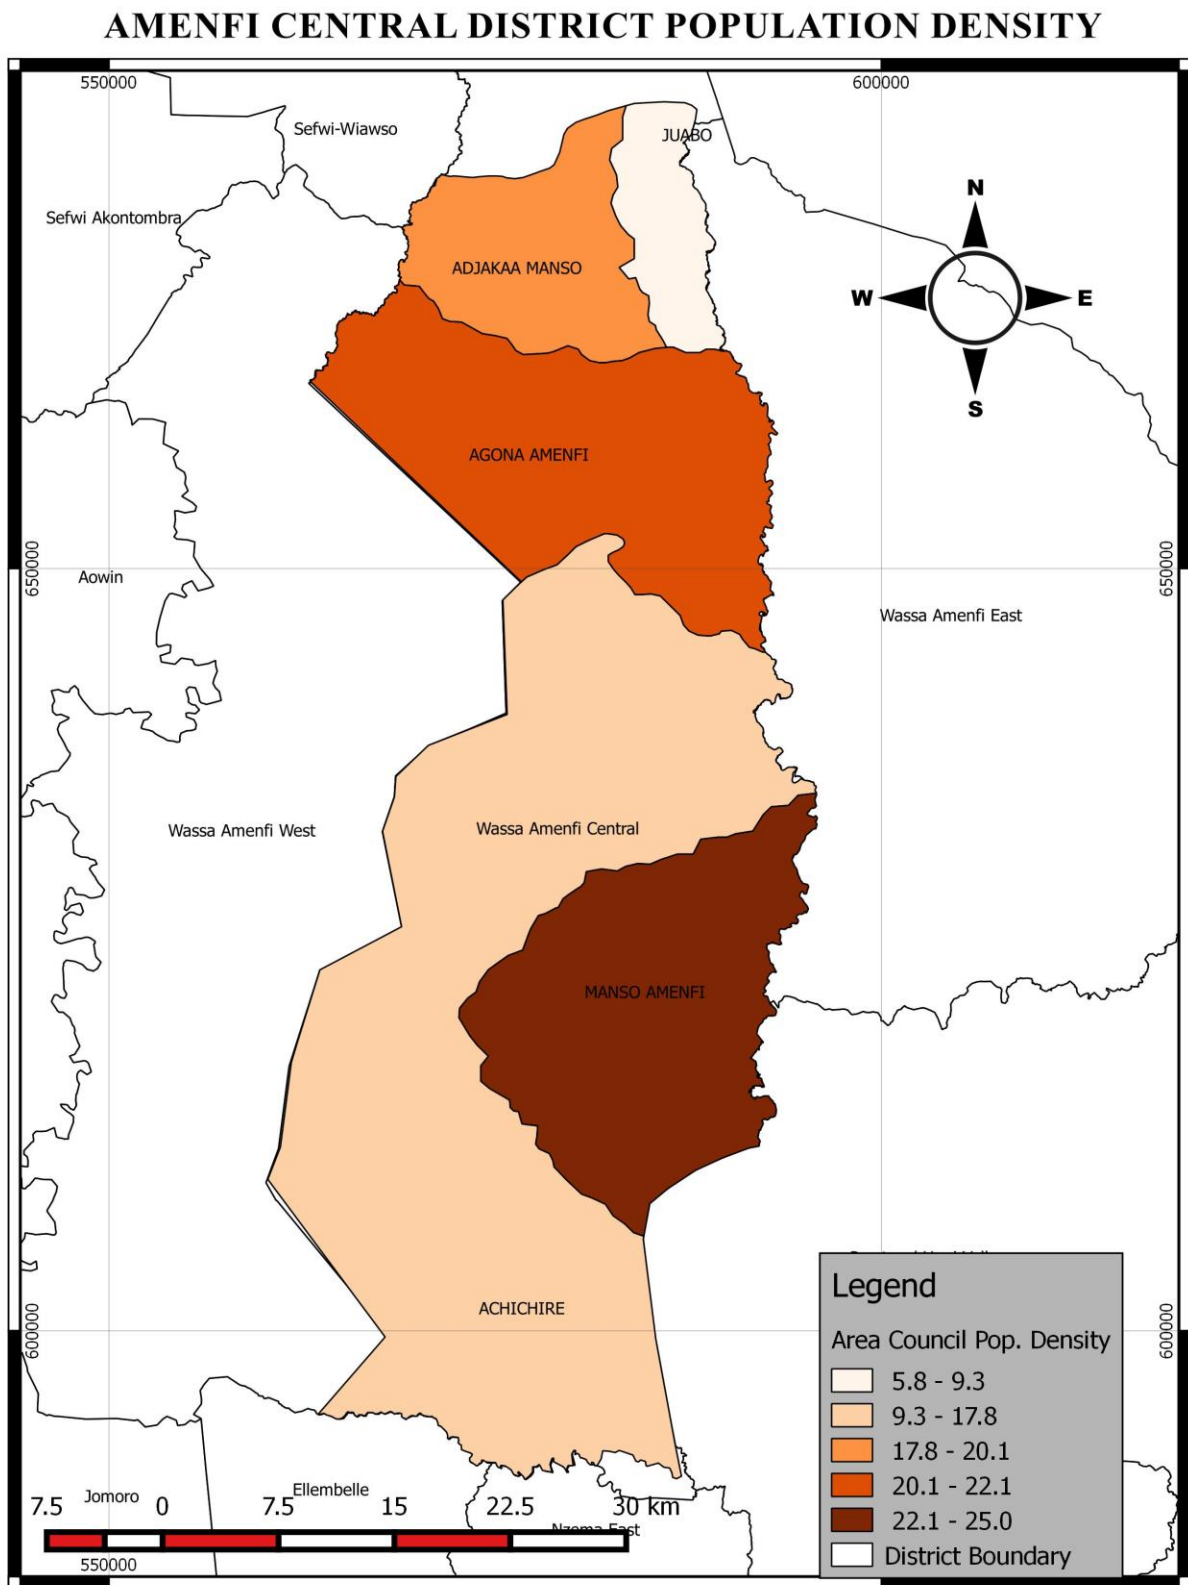 AMENFI CENTRAL DISTRICT POPULATION DENSITY
550000
600000
Sefwi-Wiawso
JUABO
Sefwi Akontombra
N
ADJAKAA MANSO
W
E
S
AGONA AMENFI
650000
650000
Aowin
Wassa Amenfi East
Wassa Amenfi West
Wassa Amenfi Central
MANSO AMENFI
ACHICHIRE
600000
600000
Legend
Area Council Pop. Density
5.8 - 9.3
9.3 - 17.8
17.8 - 20.1
20.1 - 22.1
22.1 - 25.0
District Boundary
Jomoro
Ellembelle
7.5 0 7.5 15 22.5 30 km
Nzema East
550000